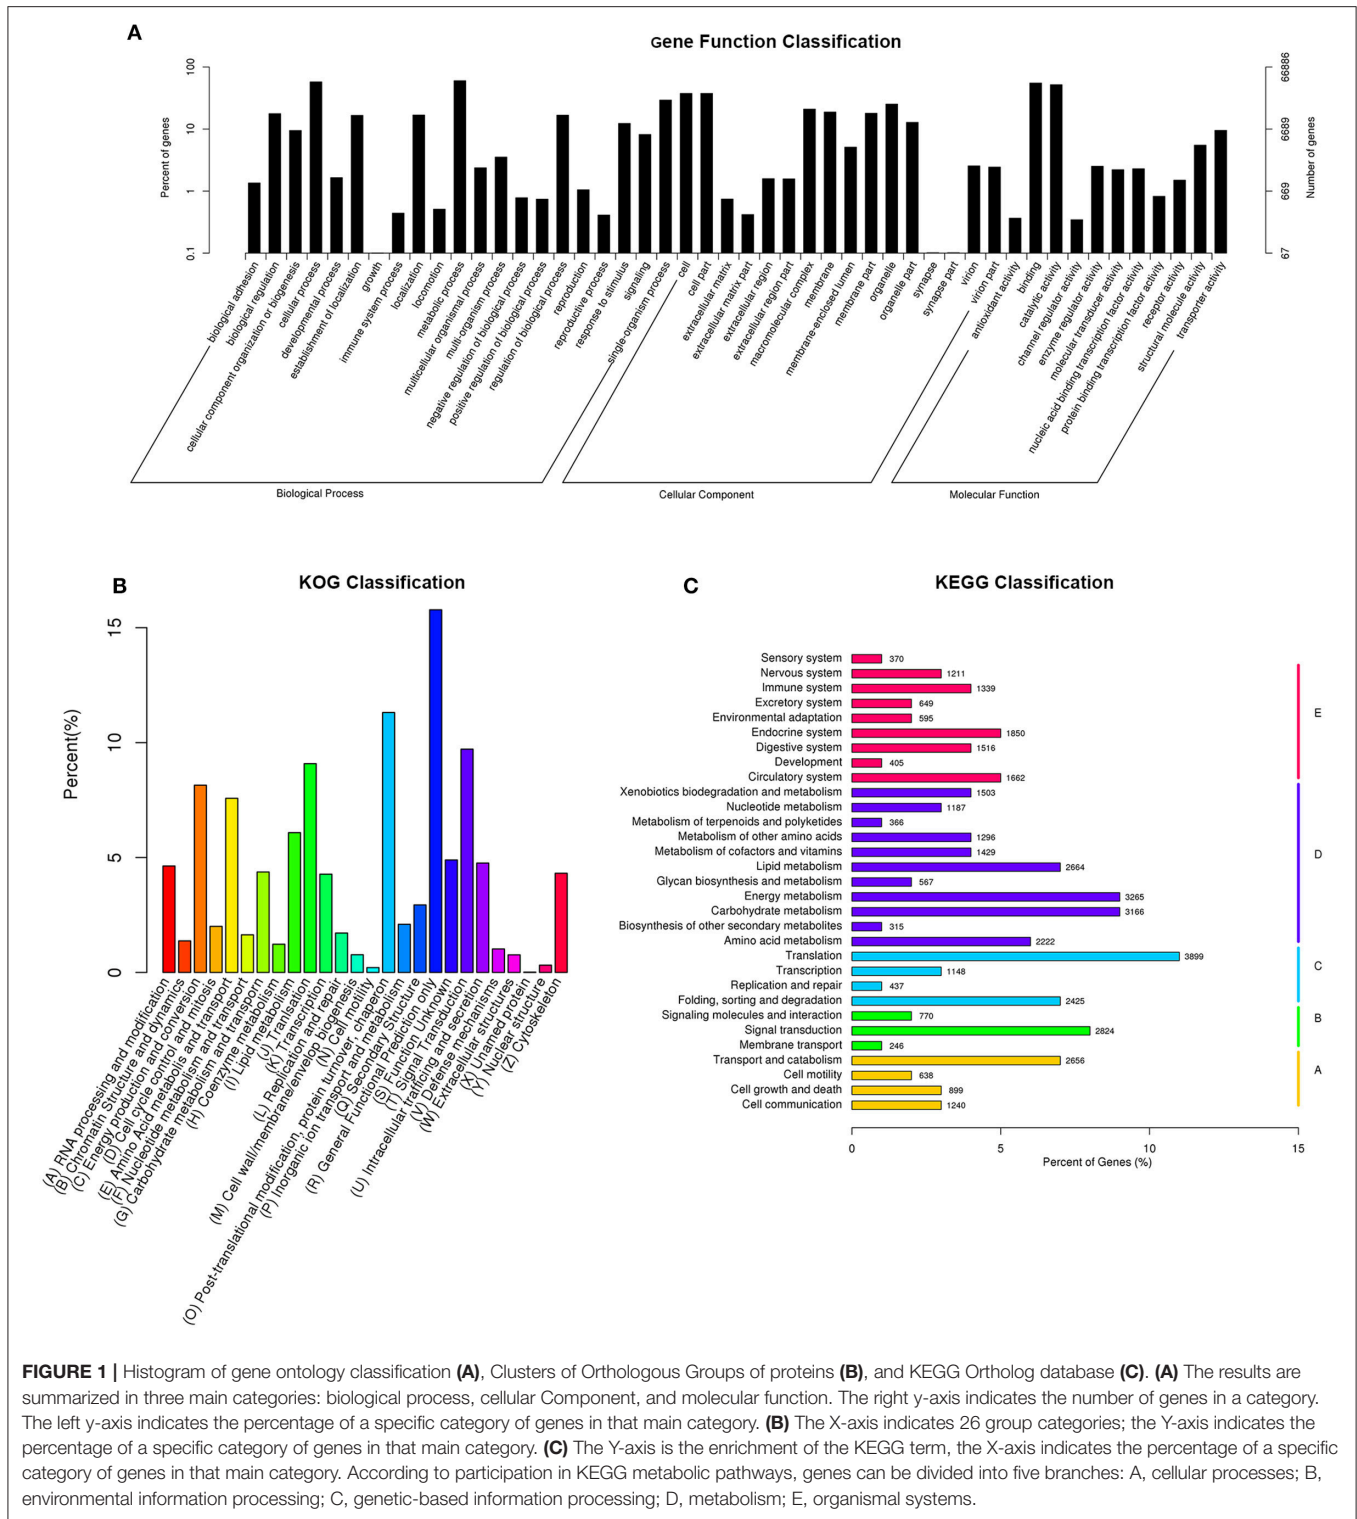 A
Gene Function Classification
100
10
1
0.1
Percent of genes
66886
6689
669
67
Number of genes
biological adhesion
biological regulation
cellular component organization or biogenesis
cellular process
developmental process
establishment of localization
growth
immune system process
localization
locomotion
metabolic process
multicellular organismal process
multi-organism process
negative regulation of biological process
positive regulation of biological process
regulation of biological process
reproduction
reproductive process
response to stimulus
signaling
single-organism process
cell
cell part
extracellular matrix
extracellular matrix part
extracellular region
extracellular region part
macromolecular complex
membrane
membrane-enclosed lumen
membrane part
organelle
organelle part
synapse
synapse part
virion
virion part
antioxidant activity
binding
catalytic activity
channel regulator activity
enzyme regulator activity
molecular transducer activity
nucleic acid binding transcription factor activity
protein binding transcription factor activity
receptor activity
structural molecule activity
transporter activity
Biological Process
Cellular Component
Molecular Function
B
KOG Classification
Percent(%)
15
10
5
0
(A) RNA processing and modification
(B) Chromatin Structure and dynamics
(C) Energy production and conversion
(D) Cell cycle control and mitosis
(E) Amino Acid metabolis and transport
(F) Nucleotide metabolism and transport
(G) Carbohydrate metabolism and transporn
(H) Coenzyme metabolism
(I) Lipid metabolism
(J) Translation
(K) Transcription
(L) Replication and repair
(M) Cell wall/membrane/envelop biogenesis
(N) Cell motility
(O) Post-translational modification, protein turnover, chaperon
(P) Inorganic ion transport and metabolism
(Q) Secondary Structure
(R) General Functional Prediction only
(S) Function Unknown
(T) Signal Transduction
(U) Intracellular trafficing and secretion
(V) Defense mechanisms
(W) Extracellular structures
(X) Unamed protein
(Y) Nuclear structure
(Z) Cytoskeleton
C
KEGG Classification
Sensory system 370
Nervous system 1211
Immune system 1339
Excretory system 649
Environmental adaptation 595
Endocrine system 1850
Digestive system 1516
Development 405
Circulatory system 1662
Xenobiotics biodegradation and metabolism 1503
Nucleotide metabolism 1187
Metabolism of terpenoids and polyketides 366
Metabolism of other amino acids 1296
Metabolism of cofactors and vitamins 1429
Lipid metabolism 2664
Glycan biosynthesis and metabolism 567
Energy metabolism 3265
Carbohydrate metabolism 3166
Biosynthesis of other secondary metabolites 315
Amino acid metabolism 2222
Translation 3899
Transcription 1148
Replication and repair 437
Folding, sorting and degradation 2425
Signaling molecules and interaction 770
Signal transduction 2824
Membrane transport 246
Transport and catabolism 2656
Cell motility 638
Cell growth and death 899
Cell communication 1240
E
D
C
B
A
0 5 10 15
Percent of Genes (%)
FIGURE 1 | Histogram of gene ontology classification (A), Clusters of Orthologous Groups of proteins (B), and KEGG Ortholog database (C). (A) The results are
summarized in three main categories: biological process, cellular Component, and molecular function. The right y-axis indicates the number of genes in a category.
The left y-axis indicates the percentage of a specific category of genes in that main category. (B) The X-axis indicates 26 group categories; the Y-axis indicates the
percentage of a specific category of genes in that main category. (C) The Y-axis is the enrichment of the KEGG term, the X-axis indicates the percentage of a specific
category of genes in that main category. According to participation in KEGG metabolic pathways, genes can be divided into five branches: A, cellular processes; B,
environmental information processing; C, genetic-based information processing; D, metabolism; E, organismal systems.